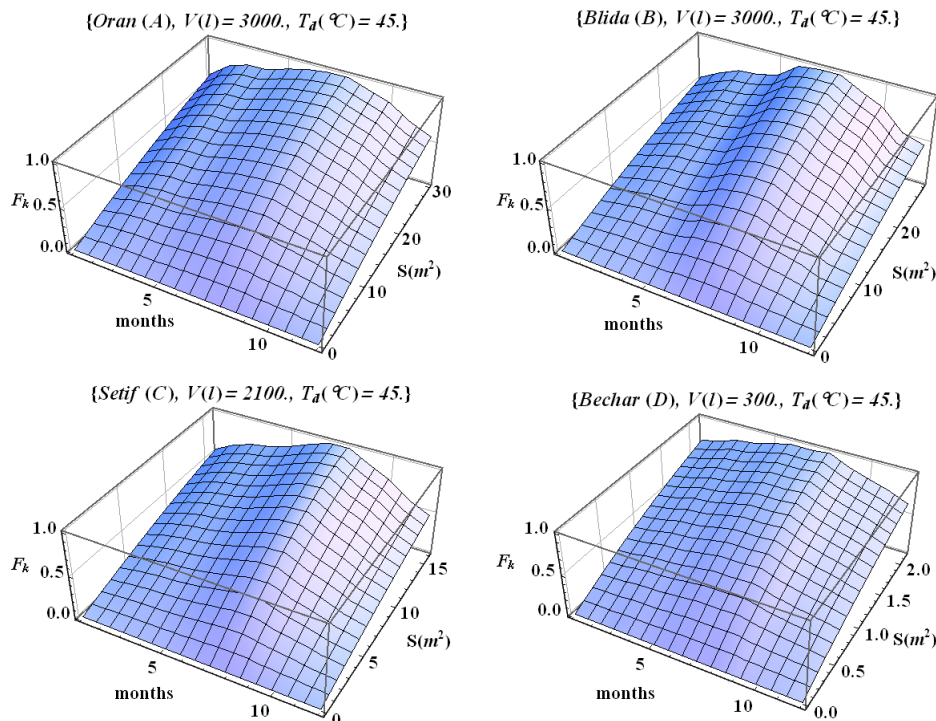 {Oran (A), V(l) = 3000., T_d(°C) = 45.}
1.0
F_k
0.5
0.0
5
months
10
0
10
S(m²)
20
30
{Blida (B), V(l) = 3000., T_d(°C) = 45.}
1.0
F_k
0.5
0.0
5
months
10
0
10
S(m²)
20
{Setif (C), V(l) = 2100., T_d(°C) = 45.}
1.0
F_k
0.5
0.0
5
months
10
0
5
S(m²)
10
15
{Bechar (D), V(l) = 300., T_d(°C) = 45.}
1.0
F_k
0.5
0.0
5
months
10
0.0
0.5
S(m²)
1.0
1.5
2.0